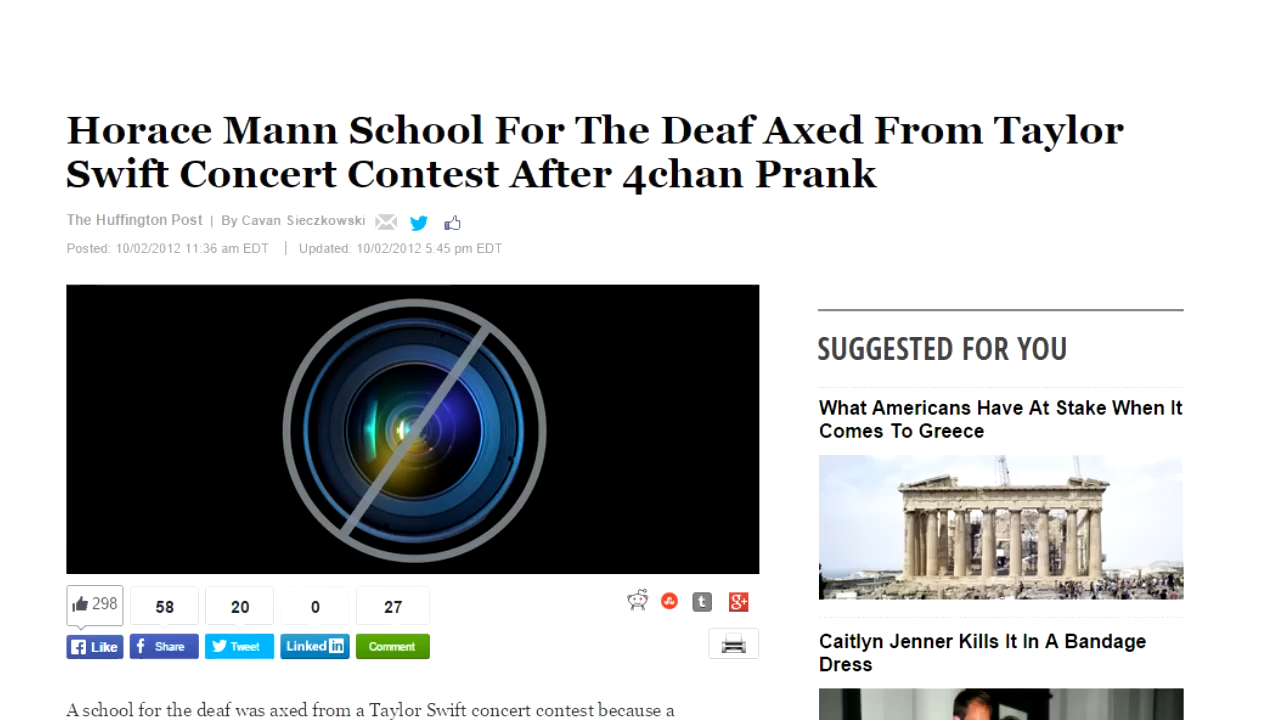 Horace Mann School For The Deaf Axed From Taylor
Swift Concert Contest After 4chan Prank
The Huffington Post | By Cavan Sieczkowski
Posted: 10/02/2012 11:36 am EDT | Updated: 10/02/2012 5:45 pm EDT
SUGGESTED FOR YOU
What Americans Have At Stake When It
Comes To Greece
298 58 20 0 27
Like Share Tweet Linked in Comment
Caitlyn Jenner Kills It In A Bandage
Dress
A school for the deaf was axed from a Taylor Swift concert contest because a